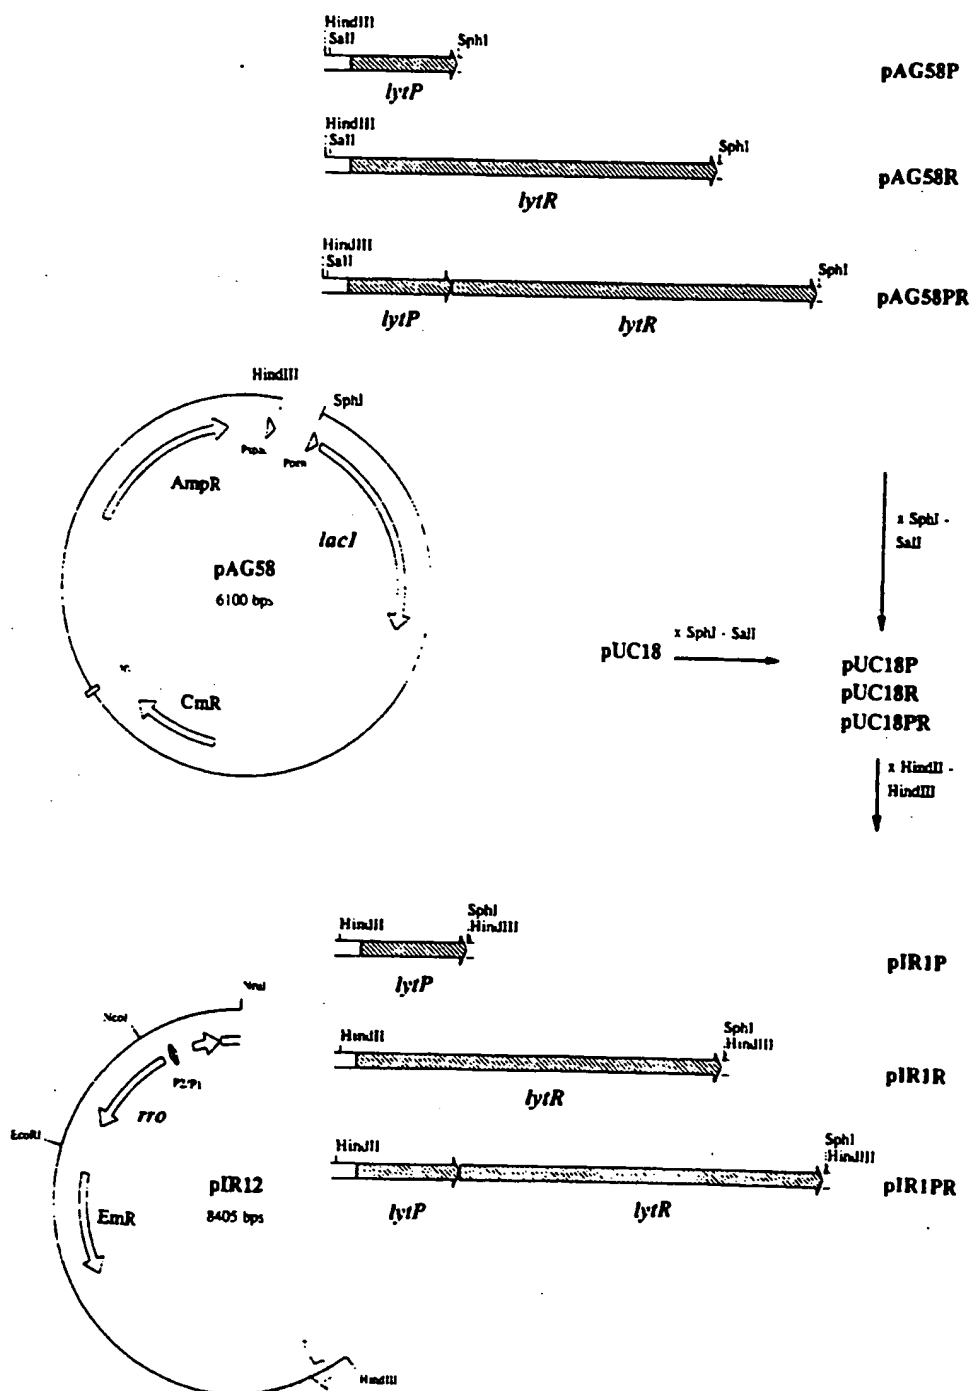 HindIII
SalI
SphI
lytP
pAG58P
HindIII
SalI
SphI
lytR
pAG58R
HindIII
SalI
SphI
lytP
lytR
pAG58PR
HindIII
SphI
AmpR
lacI
pAG58
6100 bps
CmR
x SphI -
SalI
pUC18
x SphI - SalI
pUC18P
pUC18R
pUC18PR
x HindII -
HindIII
HindII
SphI
HindIII
lytP
pIR1P
NruI
NcoI
HindII
SphI
HindIII
lytR
pIR1R
P2/P1
rro
EcoRI
HindII
SphI
HindIII
lytP
lytR
pIR1PR
pIR12
8405 bps
EmR
HindIII